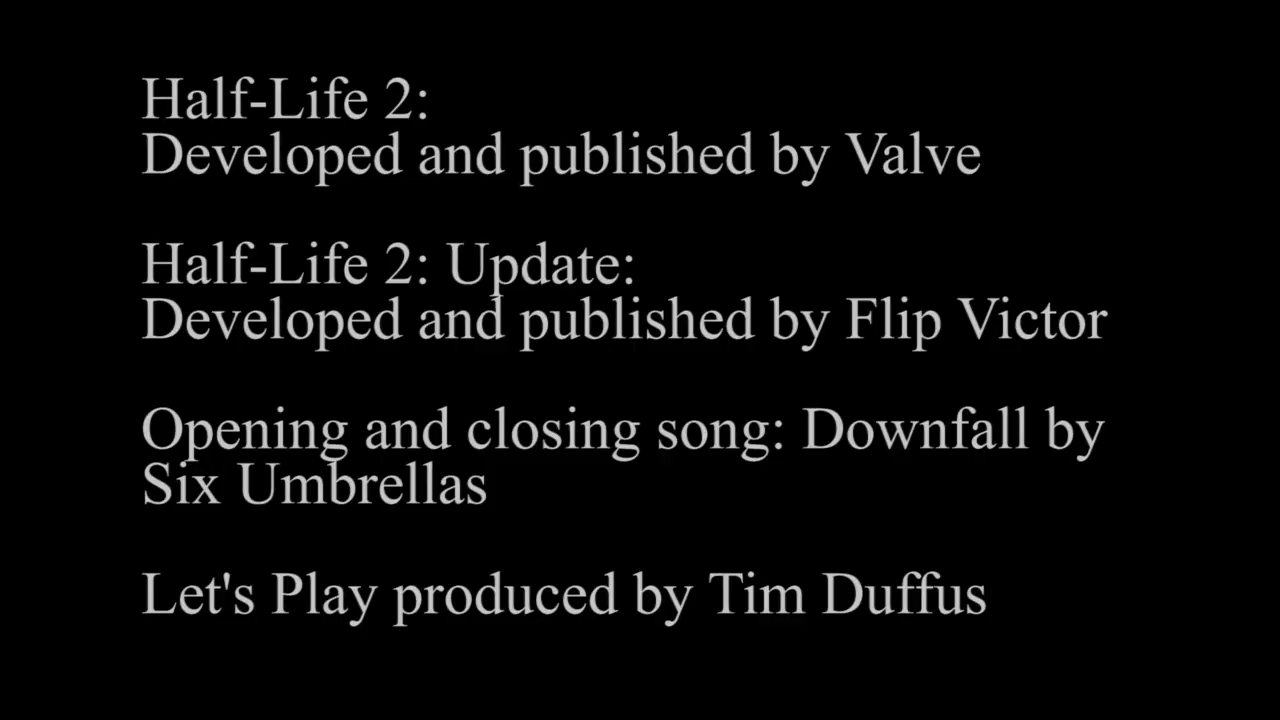 Half-Life 2:
Developed and published by Valve
Half-Life 2: Update:
Developed and published by Flip Victor
Opening and closing song: Downfall by
Six Umbrellas
Let's Play produced by Tim Duffus